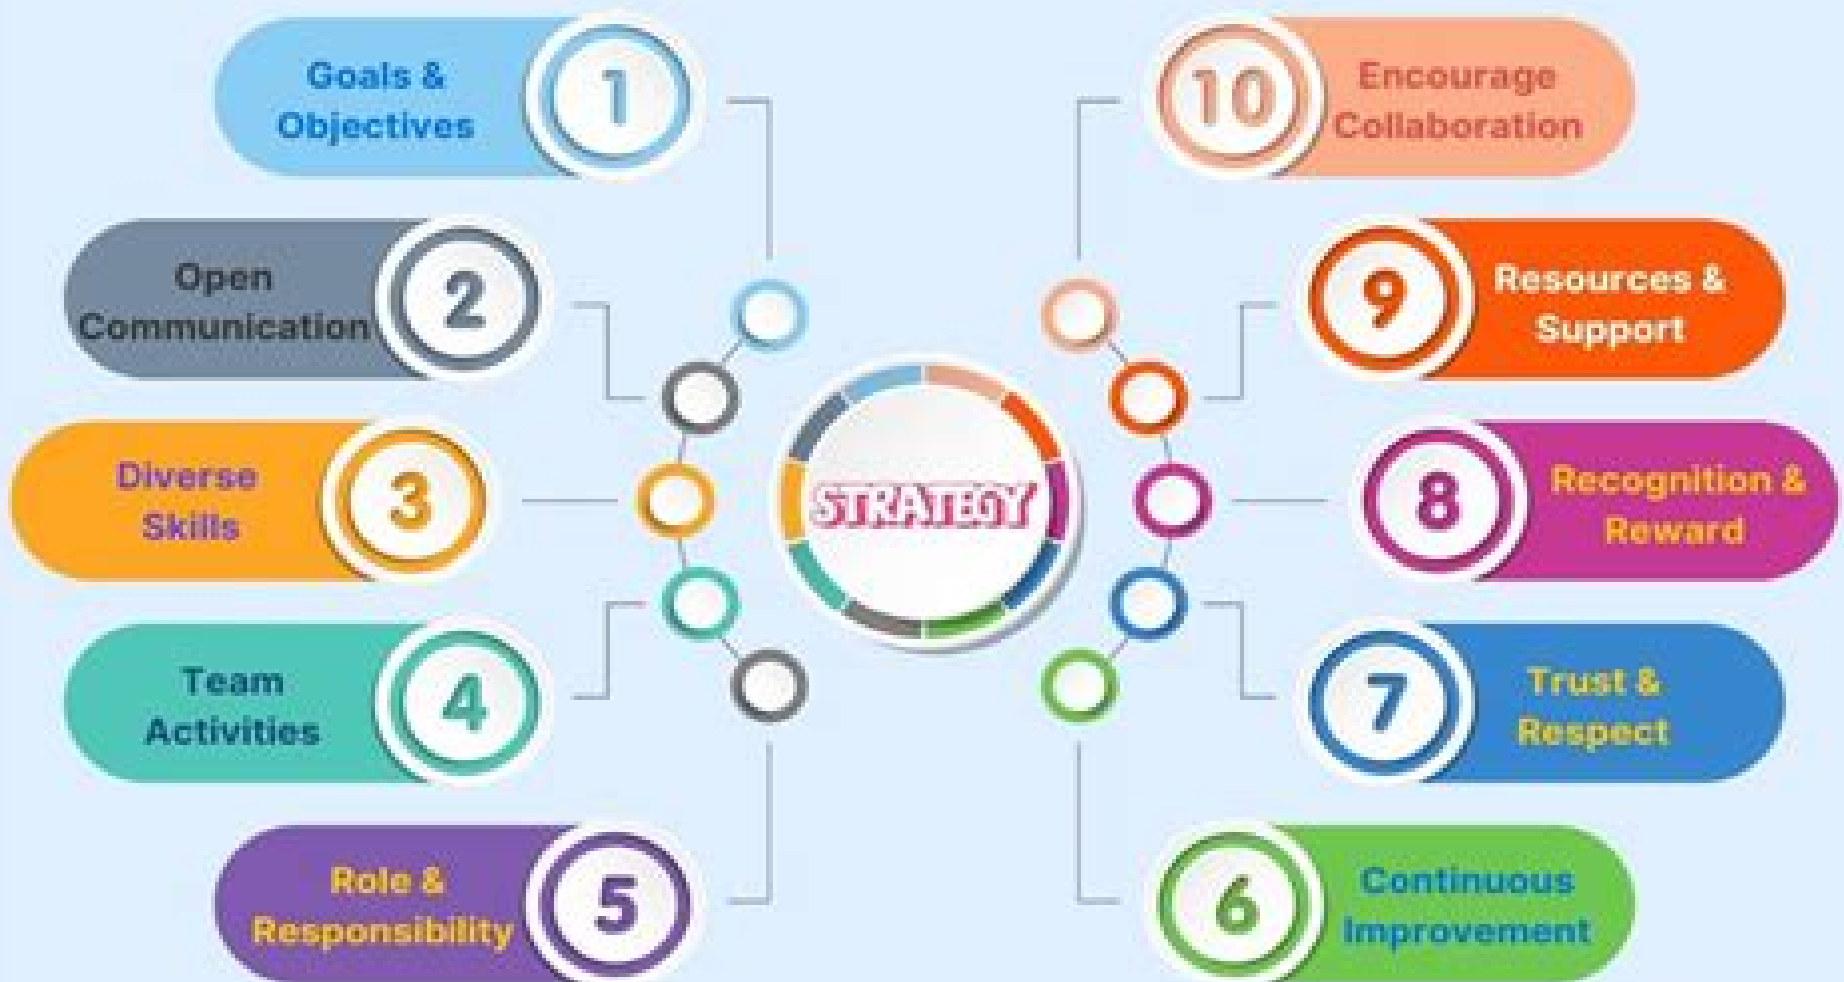 Goals &
Objectives
1
Open
Communication
2
Diverse
Skills
3
Team
Activities
4
Role &
Responsibility
5
STRATEGY
10
Encourage
Collaboration
9
Resources &
Support
8
Recognition &
Reward
7
Trust &
Respect
6
Continuous
Improvement